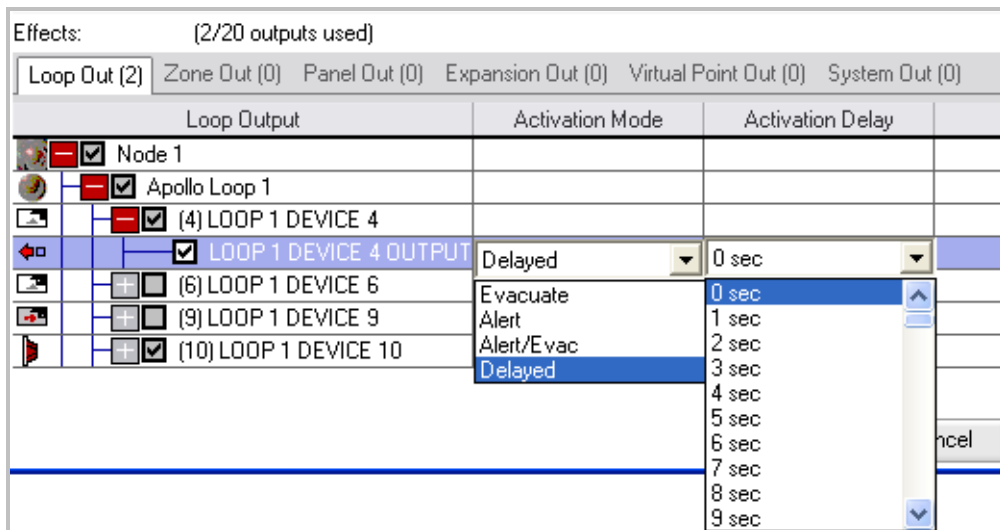 Effects: (2/20 outputs used)
Loop Out (2) Zone Out (0) Panel Out (0) Expansion Out (0) Virtual Point Out (0) System Out (0)
Loop Output Activation Mode Activation Delay
Node 1
Apollo Loop 1
(4) LOOP 1 DEVICE 4
LOOP 1 DEVICE 4 OUTPUT Delayed 0 sec
(6) LOOP 1 DEVICE 6
(9) LOOP 1 DEVICE 9
(10) LOOP 1 DEVICE 10
Evacuate
Alert
Alert/Evac
Delayed
0 sec
1 sec
2 sec
3 sec
4 sec
5 sec
6 sec
7 sec
8 sec
9 sec
ncel